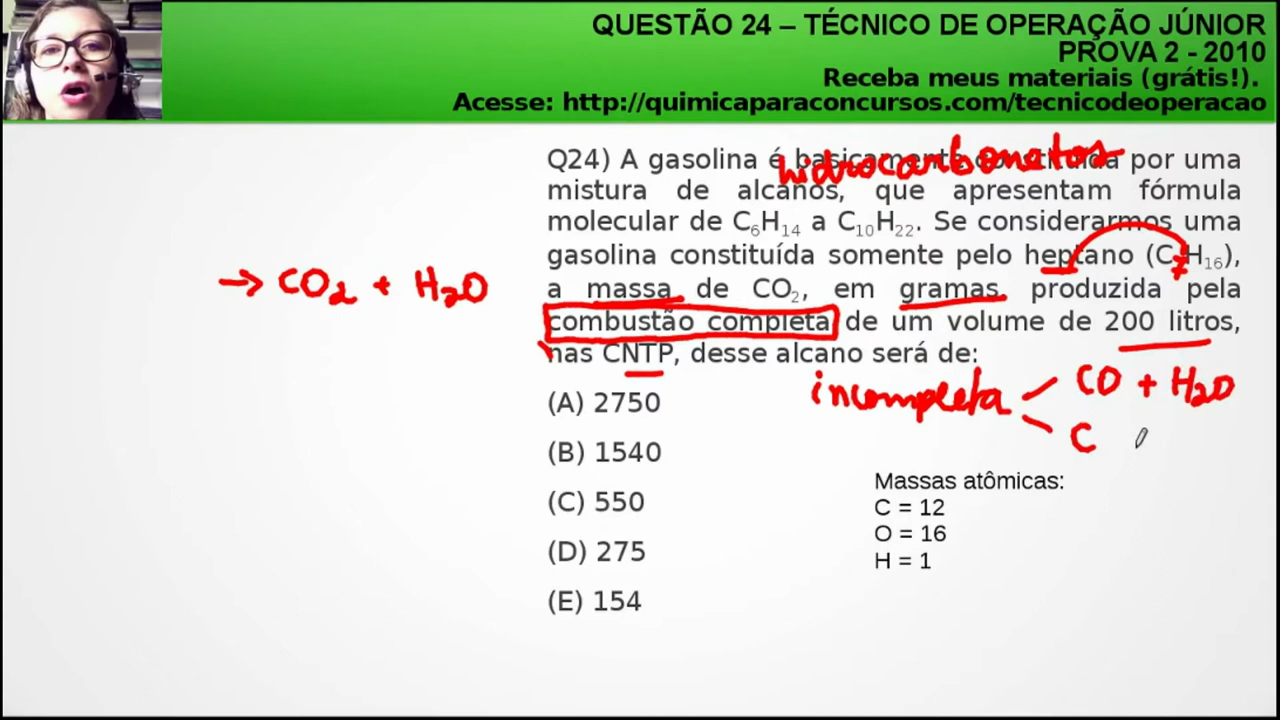 QUESTÃO 24 – TÉCNICO DE OPERAÇÃO JÚNIOR
PROVA 2 - 2010
Receba meus materiais (grátis!).
Acesse: http://quimicaparaconcursos.com/tecnicodeoperacao
hidrocarbonetos
Q24) A gasolina é basicamente constituída por uma
mistura de alcanos, que apresentam fórmula
molecular de C₆H₁₄ a C₁₀H₂₂. Se considerarmos uma
gasolina constituída somente pelo heptano (C₇H₁₆),
→ CO₂ + H₂O
a massa de CO₂, em gramas produzida pela
combustão completa de um volume de 200 litros,
nas CNTP, desse alcano será de:
incompleta
CO + H₂O
C
(A) 2750
(B) 1540
(C) 550
(D) 275
(E) 154
Massas atômicas:
C = 12
O = 16
H = 1